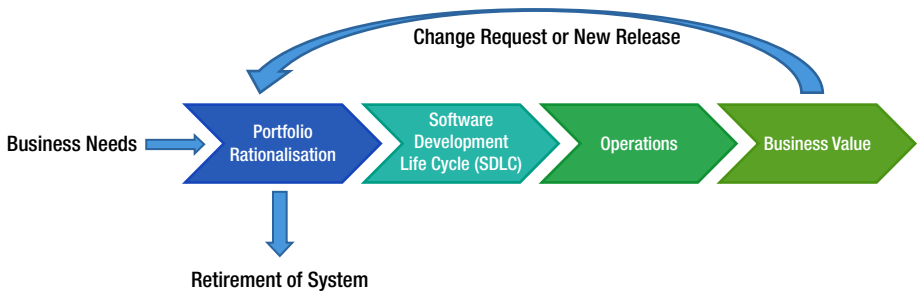 Change Request or New Release
Business Needs
Portfolio
Rationalisation
Software
Development
Life Cycle (SDLC)
Operations
Business Value
Retirement of System